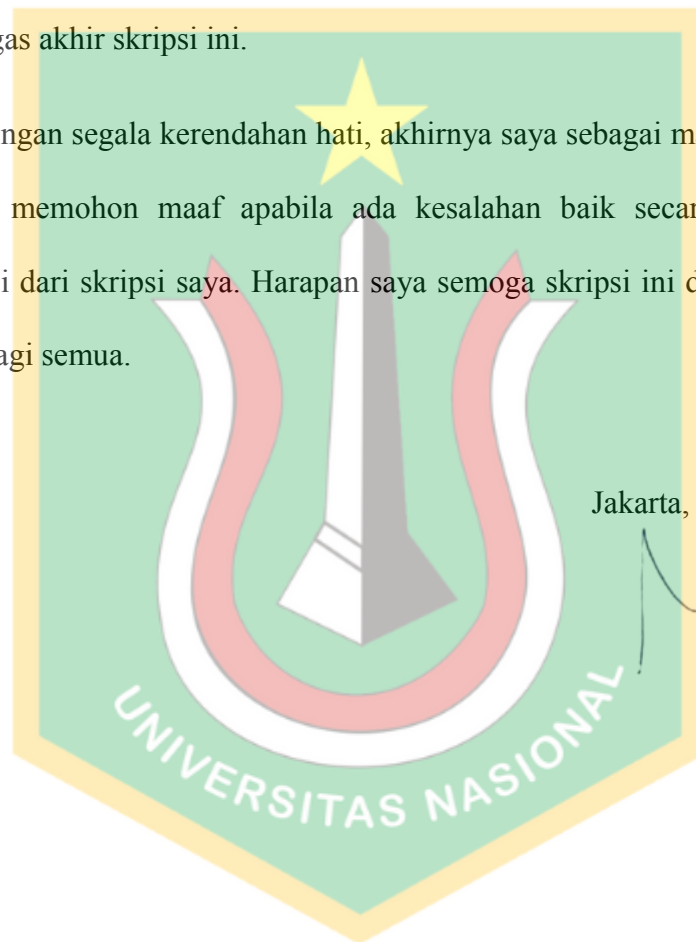 gas akhir skripsi ini.
ngan segala kerendahan hati, akhirnya saya sebagai m
memohon maaf apabila ada kesalahan baik secar
i dari skripsi saya. Harapan saya semoga skripsi ini d
agi semua.
Jakarta,
UNIVERSITAS NASIONAL